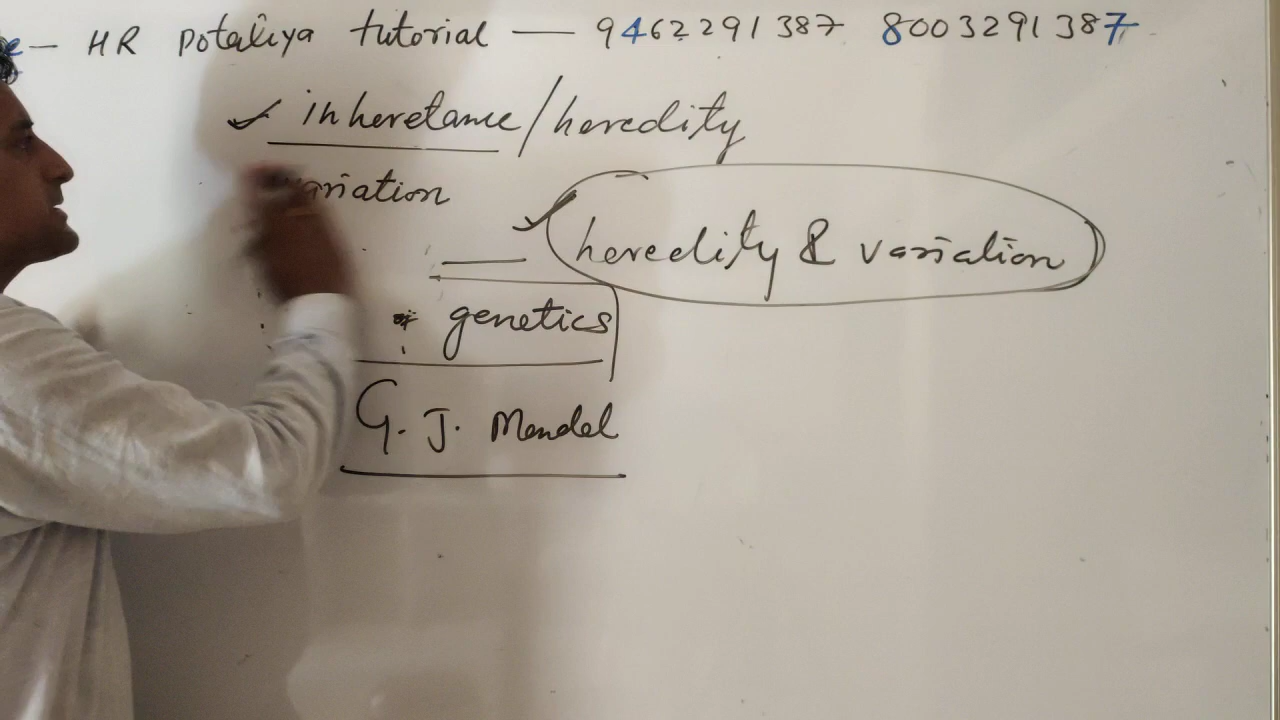 e — HR potaliya tutorial — 9462291387 8003291387
✓ inheretance/heredity
variation
heredity & variation
* genetics
G. J. Mendel